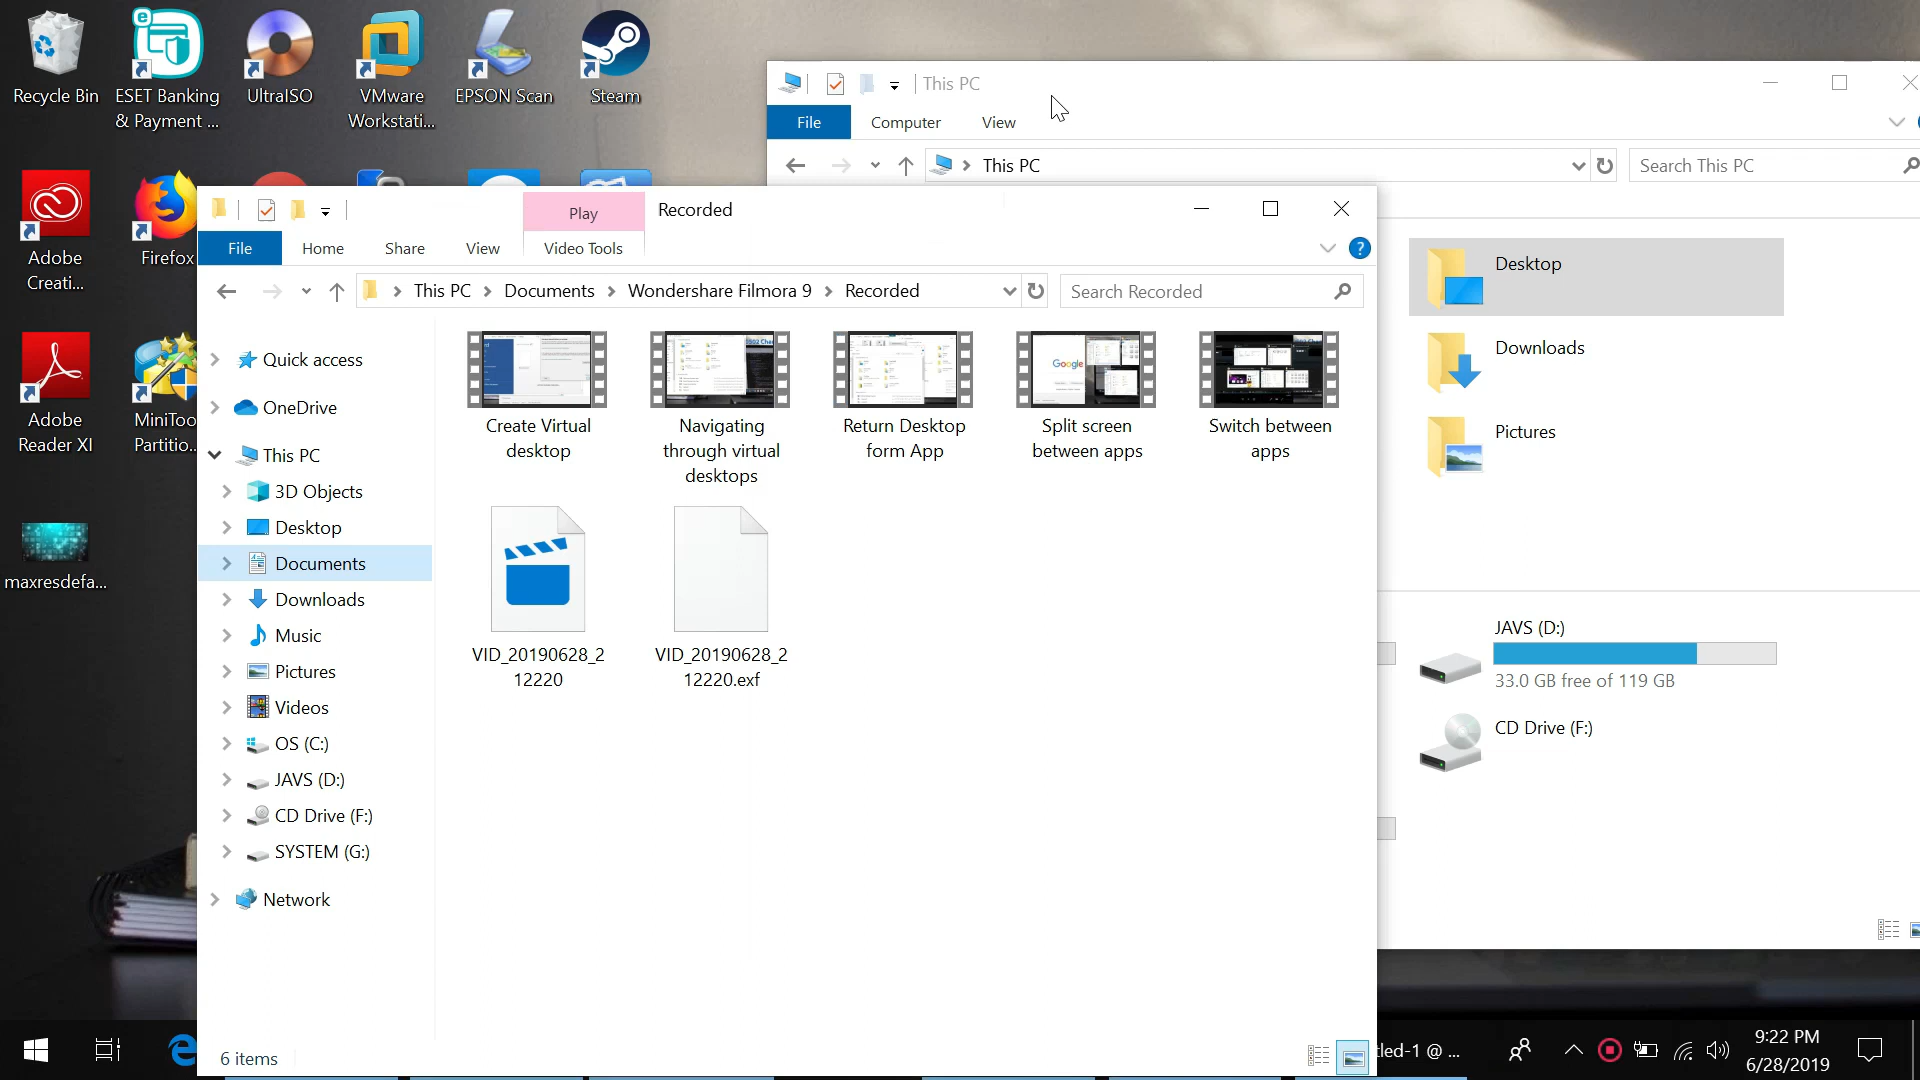 Recycle Bin
ESET Banking
& Payment ...
UltraISO
VMware
Workstati...
EPSON Scan
Steam
Adobe
Creati...
Firefox
Adobe
Reader XI
MiniToo
Partitio...
maxresdefa...
This PC
File
Computer
View
This PC
Search This PC
Desktop
Downloads
Pictures
JAVS (D:)
33.0 GB free of 119 GB
CD Drive (F:)
Play
Recorded
File
Home
Share
View
Video Tools
?
This PC
Documents
Wondershare Filmora 9
Recorded
Search Recorded
Quick access
OneDrive
This PC
3D Objects
Desktop
Documents
Downloads
Music
Pictures
Videos
OS (C:)
JAVS (D:)
CD Drive (F:)
SYSTEM (G:)
Network
Google
Create Virtual
desktop
Navigating
through virtual
desktops
Return Desktop
form App
Split screen
between apps
Switch between
apps
VID_20190628_2
12220
VID_20190628_2
12220.exf
6 items
tled-1 @ ...
9:22 PM
6/28/2019